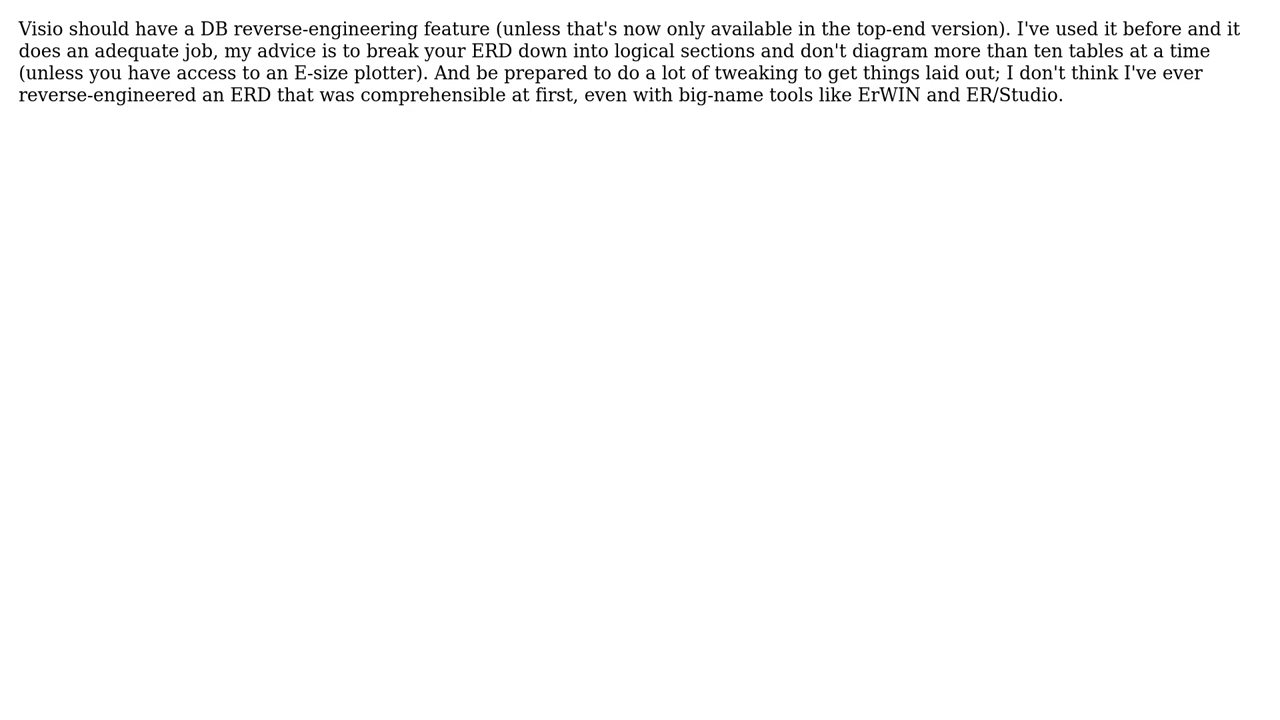 Visio should have a DB reverse-engineering feature (unless that's now only available in the top-end version). I've used it before and it
does an adequate job, my advice is to break your ERD down into logical sections and don't diagram more than ten tables at a time
(unless you have access to an E-size plotter). And be prepared to do a lot of tweaking to get things laid out; I don't think I've ever
reverse-engineered an ERD that was comprehensible at first, even with big-name tools like ErWIN and ER/Studio.